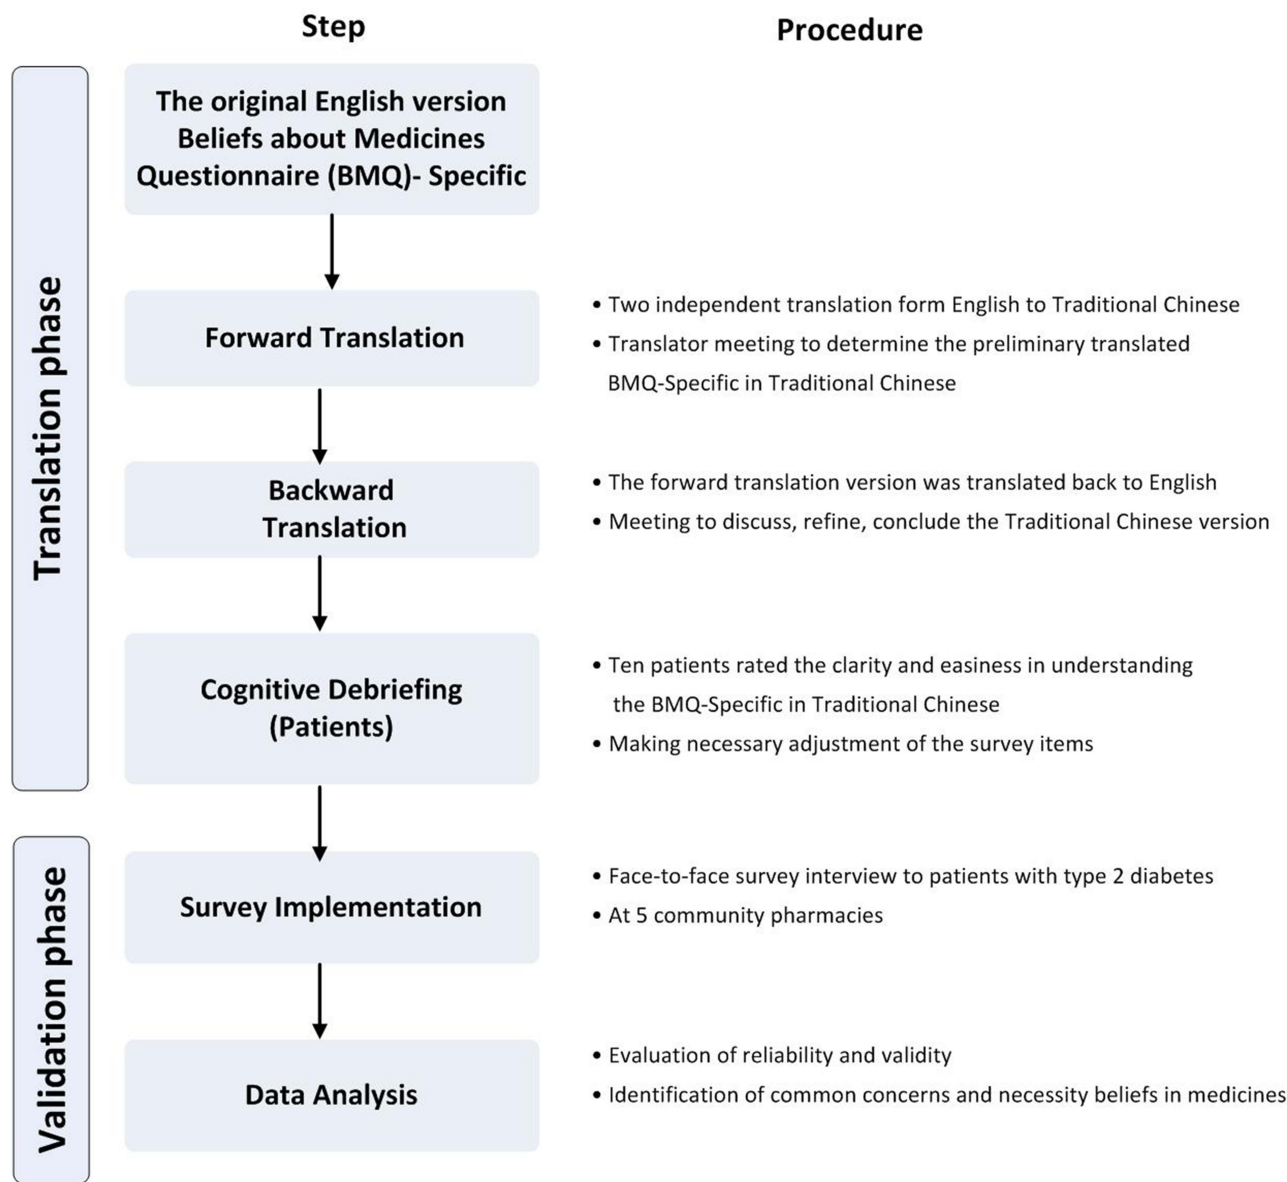 Step
Procedure
Translation phase
The original English version
Beliefs about Medicines
Questionnaire (BMQ)- Specific
Forward Translation
• Two independent translation form English to Traditional Chinese
• Translator meeting to determine the preliminary translated
BMQ-Specific in Traditional Chinese
Backward
Translation
• The forward translation version was translated back to English
• Meeting to discuss, refine, conclude the Traditional Chinese version
Cognitive Debriefing
(Patients)
• Ten patients rated the clarity and easiness in understanding
the BMQ-Specific in Traditional Chinese
• Making necessary adjustment of the survey items
Validation phase
Survey Implementation
• Face-to-face survey interview to patients with type 2 diabetes
• At 5 community pharmacies
Data Analysis
• Evaluation of reliability and validity
• Identification of common concerns and necessity beliefs in medicines